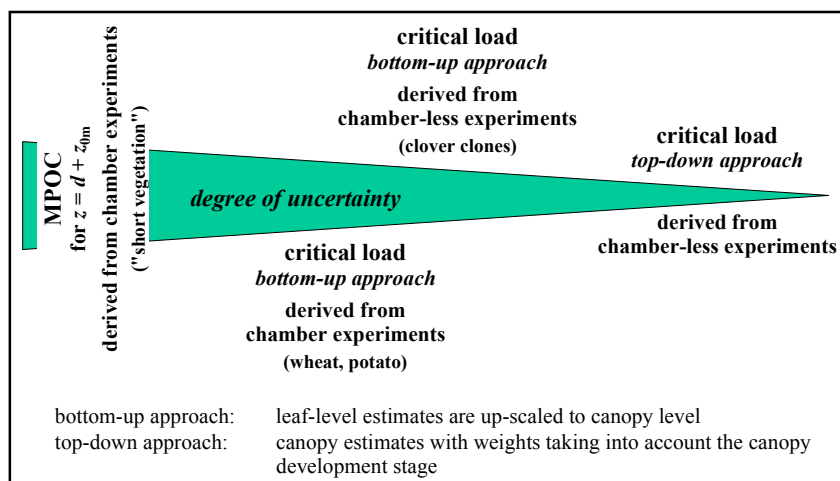 MPOC
for z = d + z0m
derived from chamber experiments
("short vegetation")
critical load
bottom-up approach
derived from
chamber-less experiments
(clover clones)
critical load
top-down approach
degree of uncertainty
derived from
chamber-less experiments
critical load
bottom-up approach
derived from
chamber experiments
(wheat, potato)
bottom-up approach: leaf-level estimates are up-scaled to canopy level
top-down approach: canopy estimates with weights taking into account the canopy
development stage